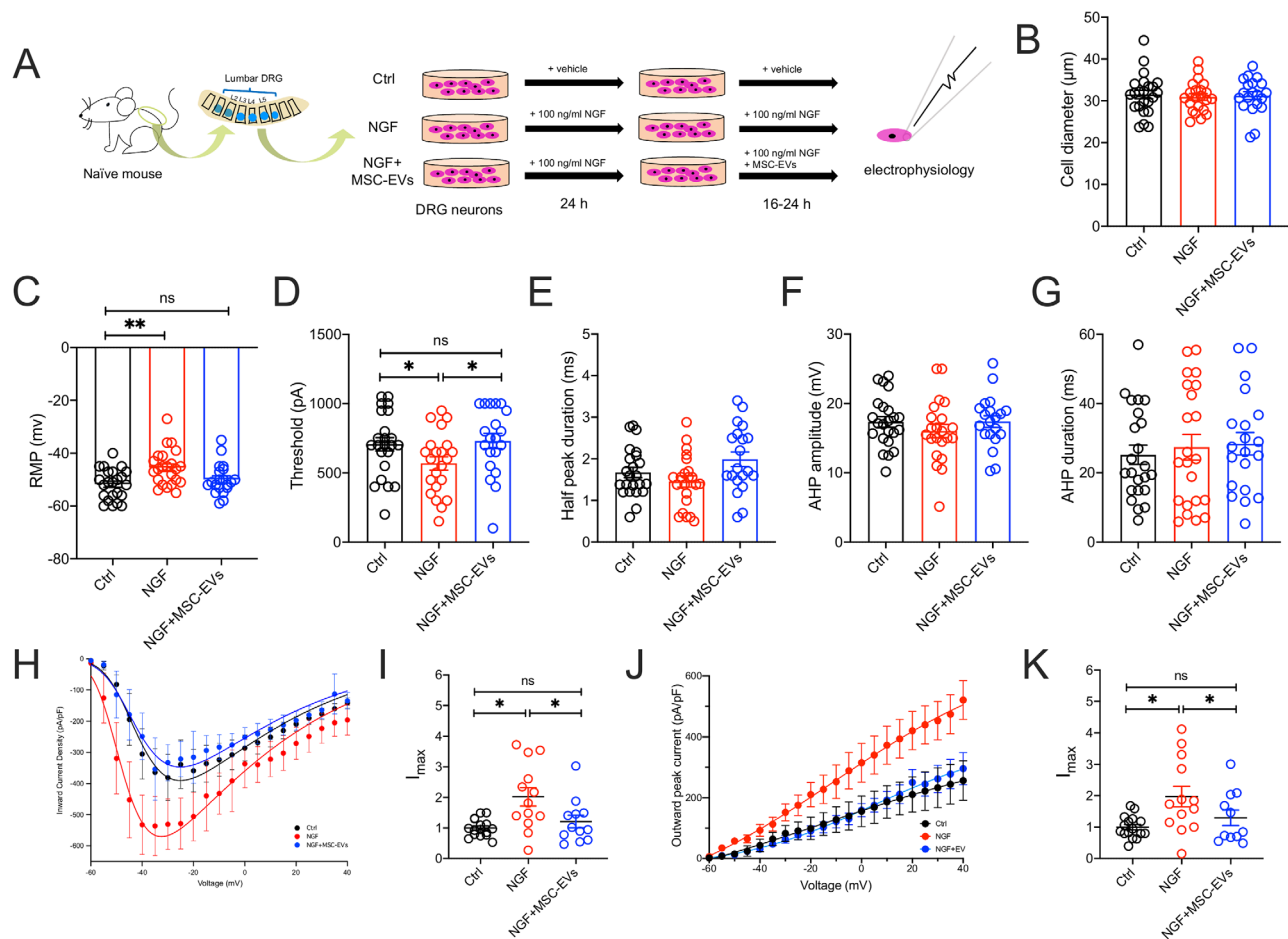 A
Naïve mouse
Lumbar DRG
L2 L3 L4 L5
Ctrl
+ vehicle
+ vehicle
NGF
+ 100 ng/ml NGF
+ 100 ng/ml NGF
NGF+
MSC-EVs
+ 100 ng/ml NGF
+ 100 ng/ml NGF
+ MSC-EVs
DRG neurons
24 h
16-24 h
electrophysiology
B
Cell diameter (µm)
50
40
30
20
10
0
Ctrl
NGF
NGF+MSC-EVs
C
RMP (mV)
ns
**
0
-20
-40
-60
-80
Ctrl
NGF
NGF+MSC-EVs
D
Threshold (pA)
ns
*
*
1500
1000
500
0
Ctrl
NGF
NGF+MSC-EVs
E
Half peak duration (ms)
5
4
3
2
1
0
Ctrl
NGF
NGF+MSC-EVs
F
AHP amplitude (mV)
30
20
10
0
Ctrl
NGF
NGF+MSC-EVs
G
AHP duration (ms)
60
40
20
0
Ctrl
NGF
NGF+MSC-EVs
H
Inward Current Density (pA/pF)
0
-100
-200
-300
-400
-500
-600
-60
-40
-20
0
20
40
Voltage (mV)
Ctrl
NGF
NGF+MSC-EVs
I
Imax
ns
*
*
6
4
2
0
Ctrl
NGF
NGF+MSC-EVs
J
Outward peak current (pA/pF)
600
400
200
0
-60 -40 -20 0 20 40
Voltage (mV)
Ctrl
NGF
NGF+EV
K
Imax
ns
*
*
6
4
2
0
Ctrl
NGF
NGF+MSC-EVs